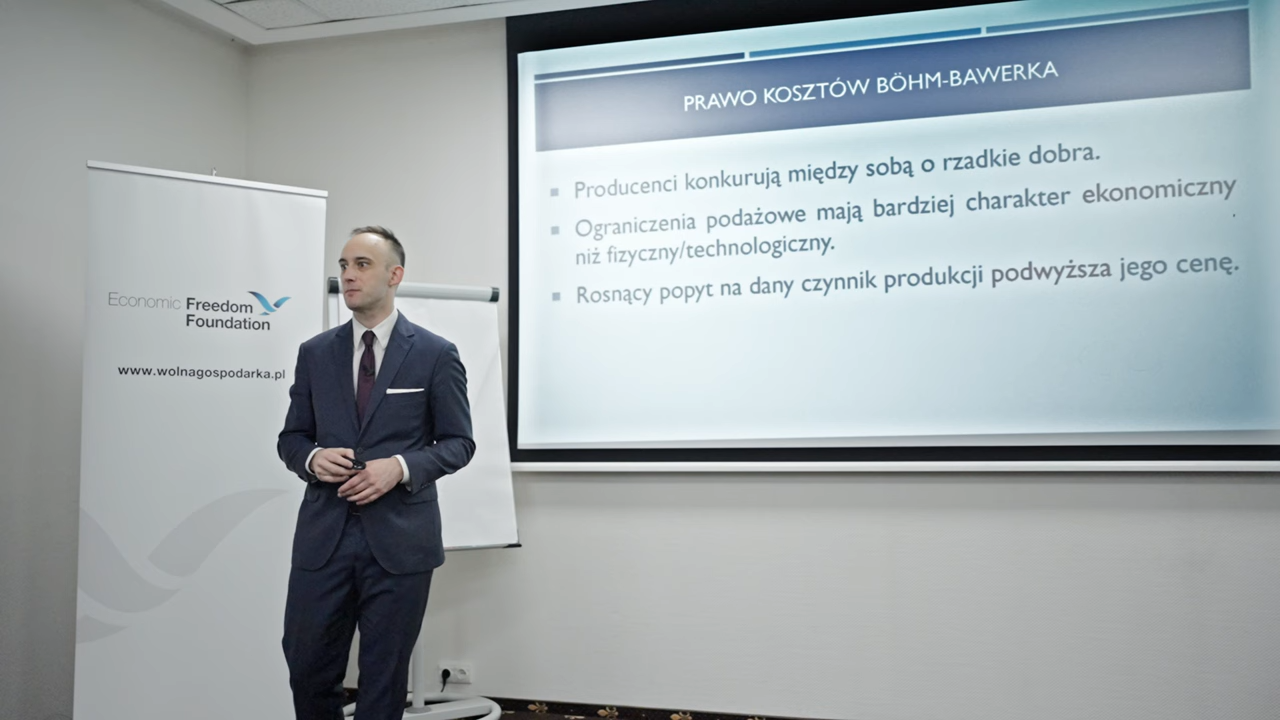 PRAWO KOSZTÓW BÖHM-BAWERKA
Producenci konkurują między sobą o rzadkie dobra.
Ograniczenia podażowe mają bardziej charakter ekonomiczny
niż fizyczny/technologiczny.
Rosnący popyt na dany czynnik produkcji podwyższa jego cenę.
Economic Freedom
Foundation
www.wolnagospodarka.pl